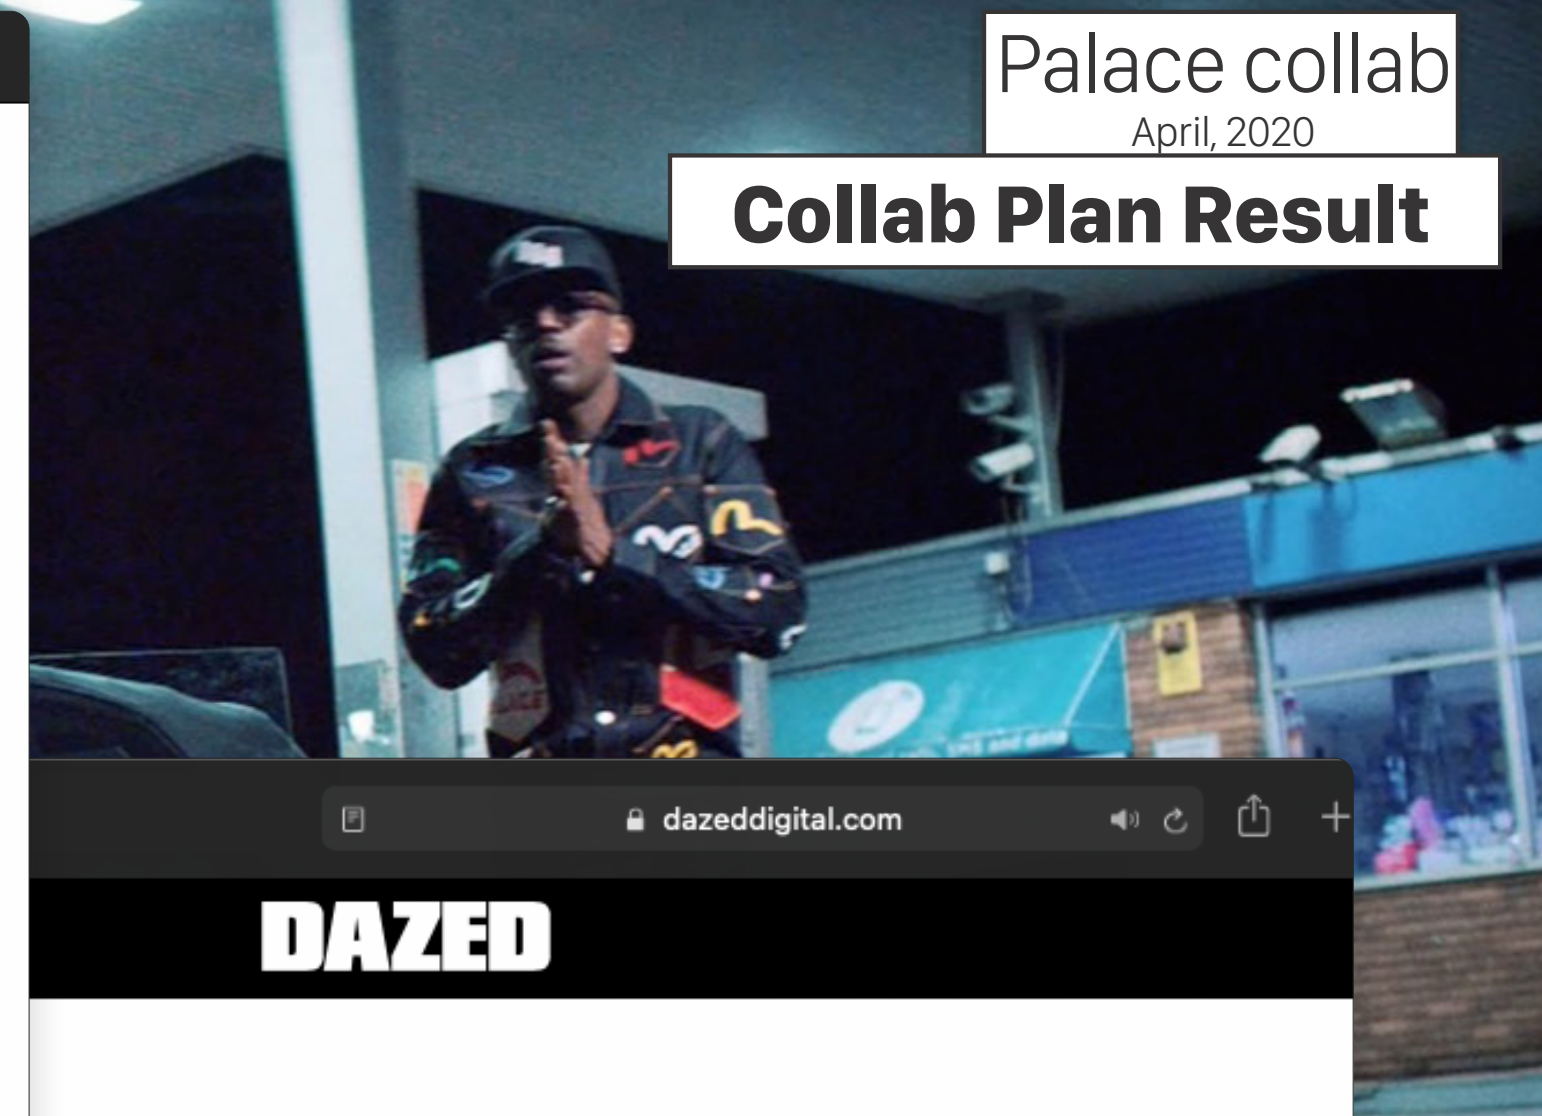 Palace collab
April, 2020
Collab Plan Result
dazeddigital.com
DAZED